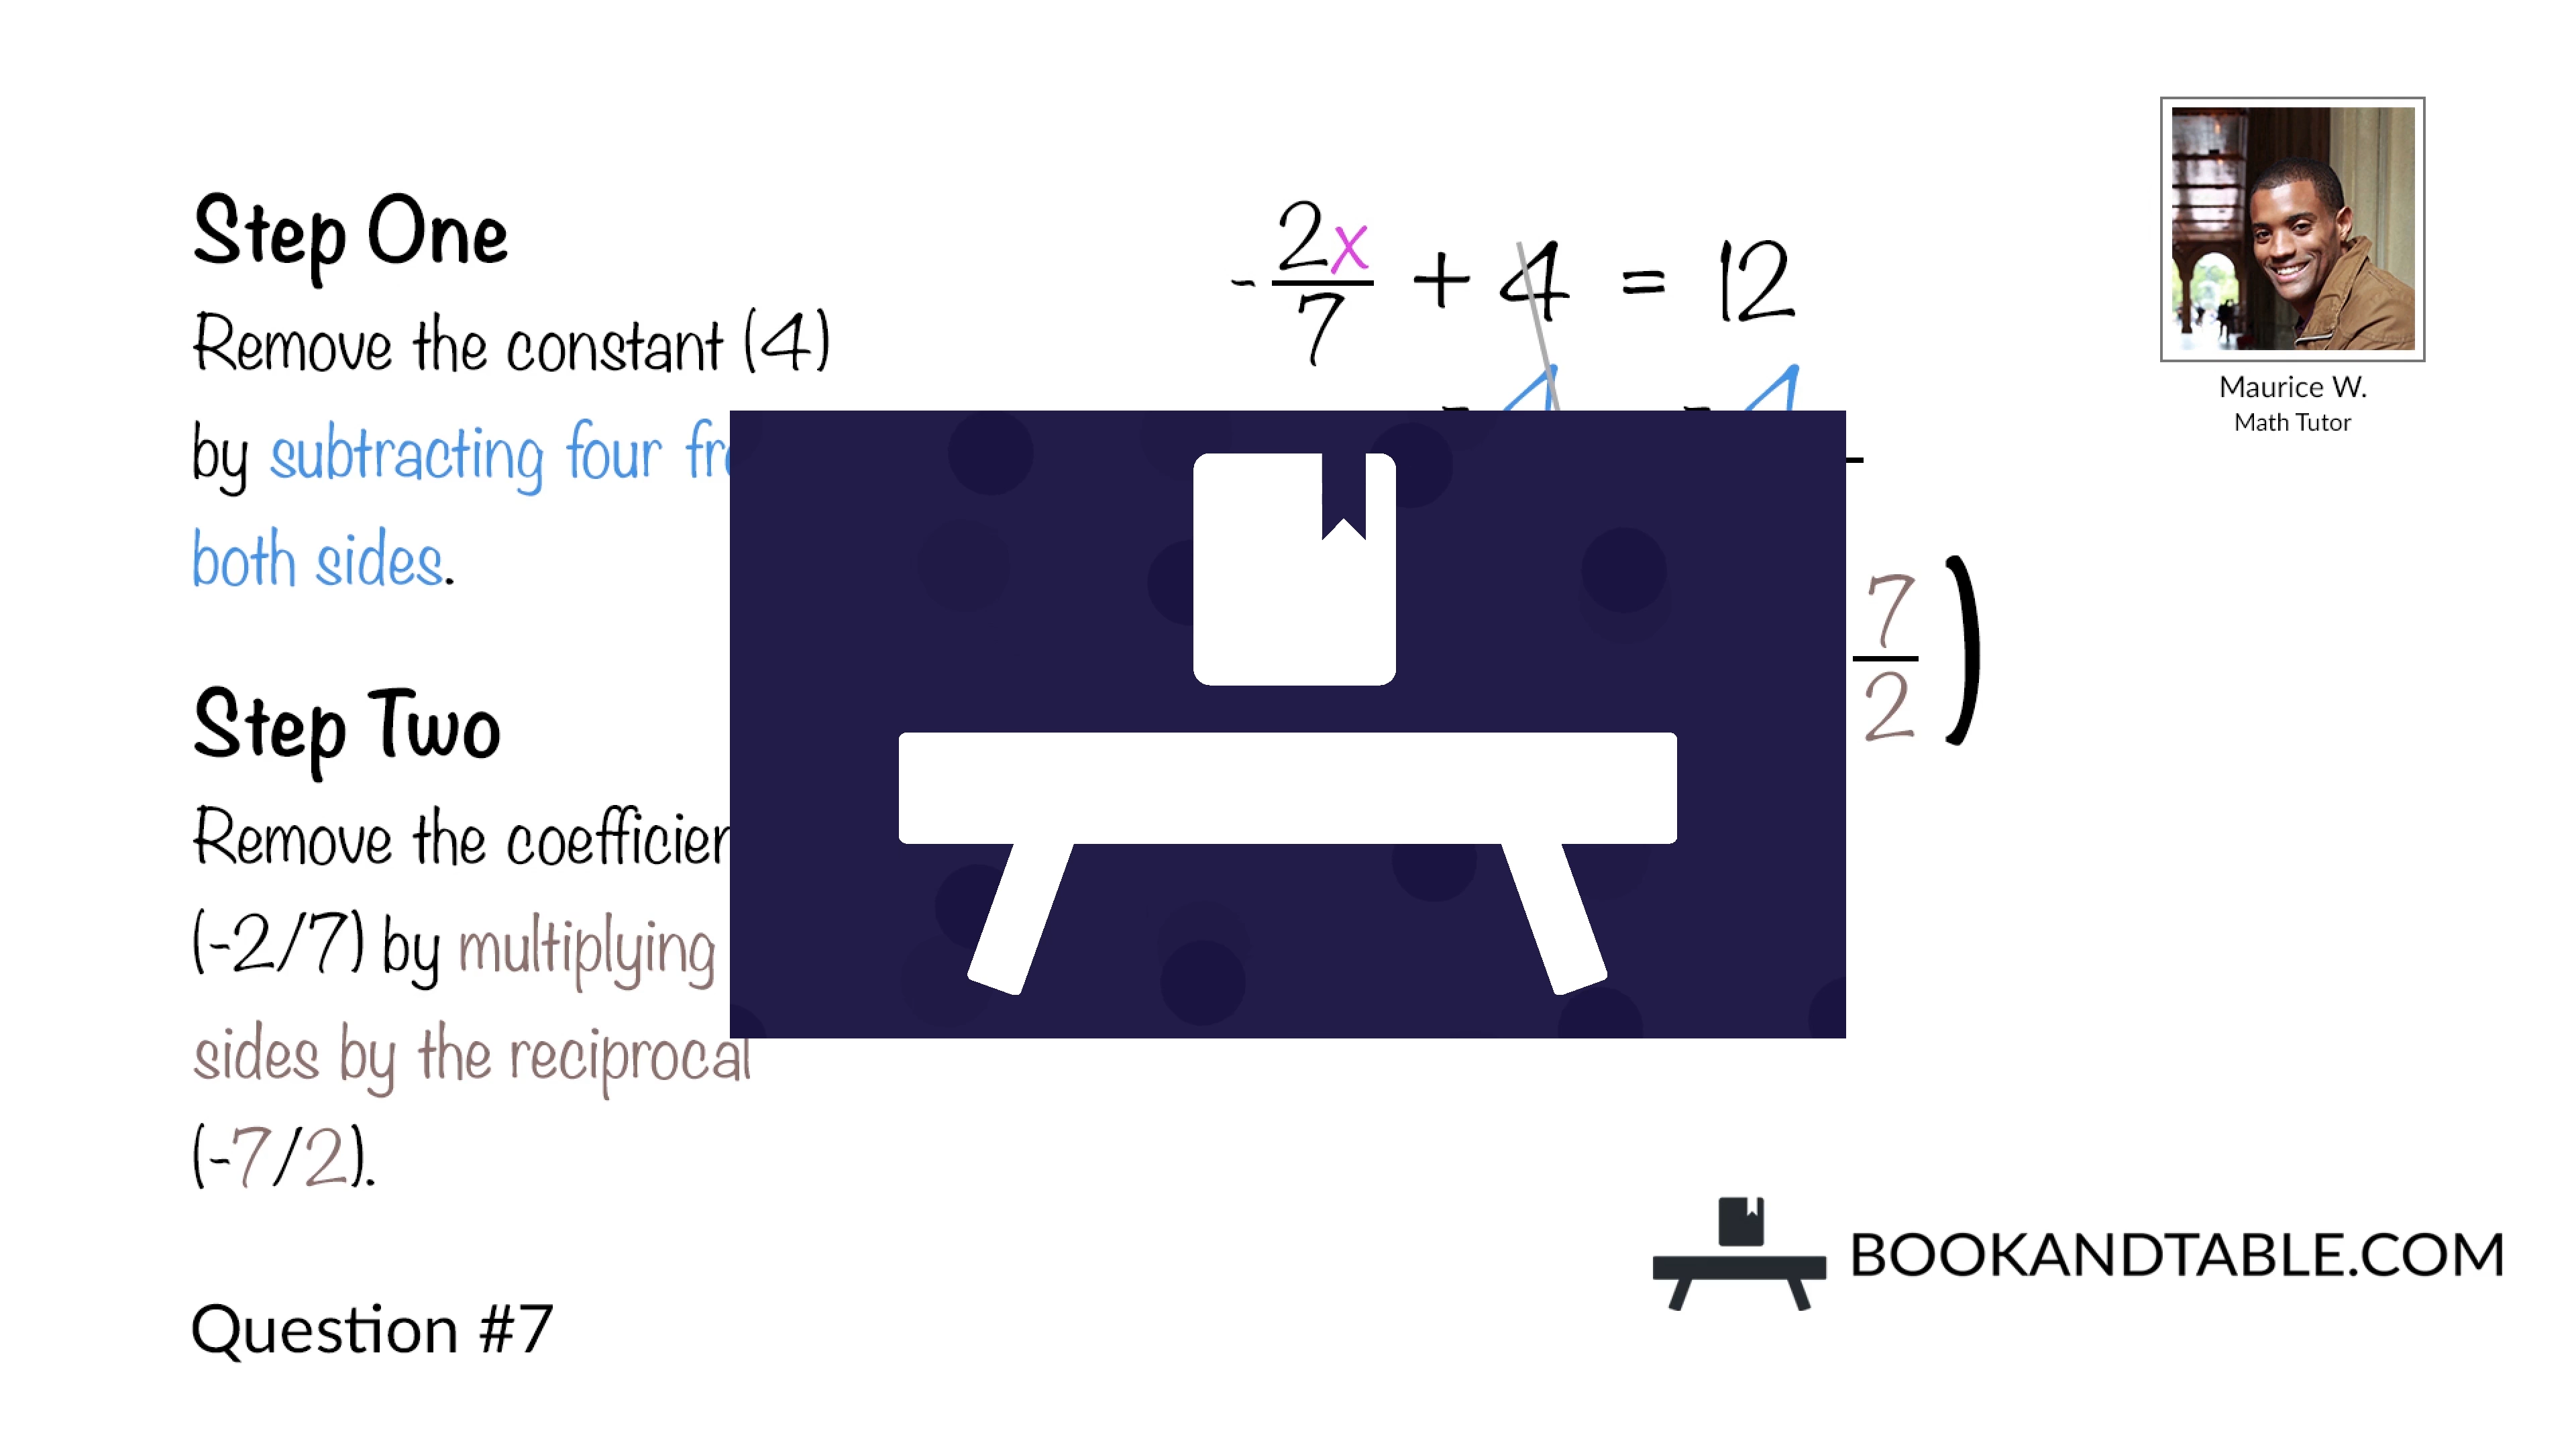 Step One
Remove the constant (4)
by subtracting four
both sides.
Step Two
Remove the
(-2/7) by multiplying
sides by the reciprocal
(-7/2).
Question #7
-2x/7 + 4 = 12
7/2)
Maurice W.
Math Tutor
BOOKANDTABLE.COM